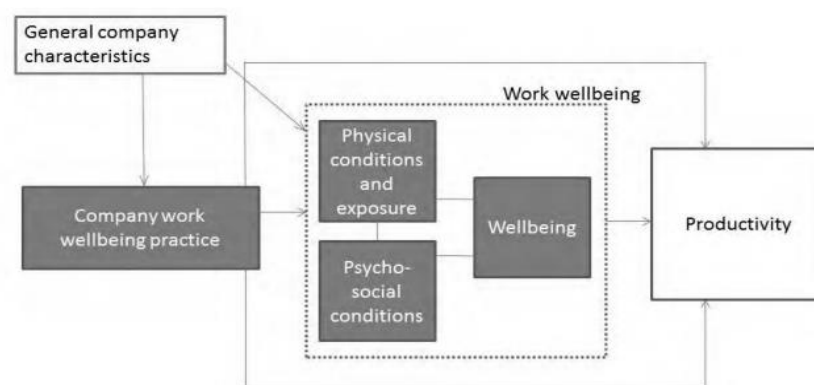 General company
characteristics
Work wellbeing
Physical
conditions
and
exposure
Company work
wellbeing practice
Wellbeing
Productivity
Psycho-
social
conditions